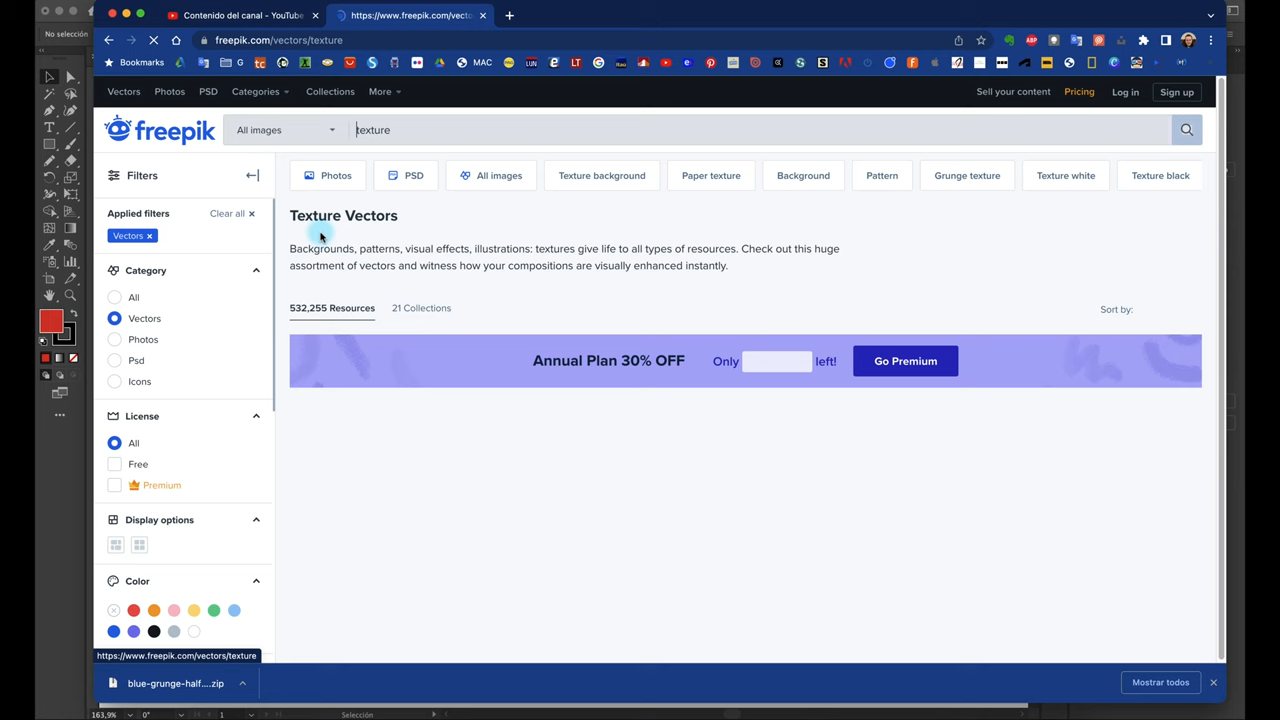 No selección
Contenido del canal - YouTube ×
https://www.freepik.com/vecto ×
freepik.com/vectors/texture
Bookmarks
G
MAC
Vectors
Photos
PSD
Categories
Collections
More
Sell your content
Pricing
Log in
Sign up
freepik
All images
texture
Filters
Photos
PSD
All images
Texture background
Paper texture
Background
Pattern
Grunge texture
Texture white
Texture black
Applied filters
Clear all ×
Vectors ×
Texture Vectors
Backgrounds, patterns, visual effects, illustrations: textures give life to all types of resources. Check out this huge
assortment of vectors and witness how your compositions are visually enhanced instantly.
Category
All
Vectors
Photos
Psd
Icons
532,255 Resources
21 Collections
Sort by:
Annual Plan 30% OFF
Only
left!
Go Premium
License
All
Free
Premium
Display options
Color
https://www.freepik.com/vectors/texture
blue-grunge-half....zip
Mostrar todos
163,9%
0°
1
Selección